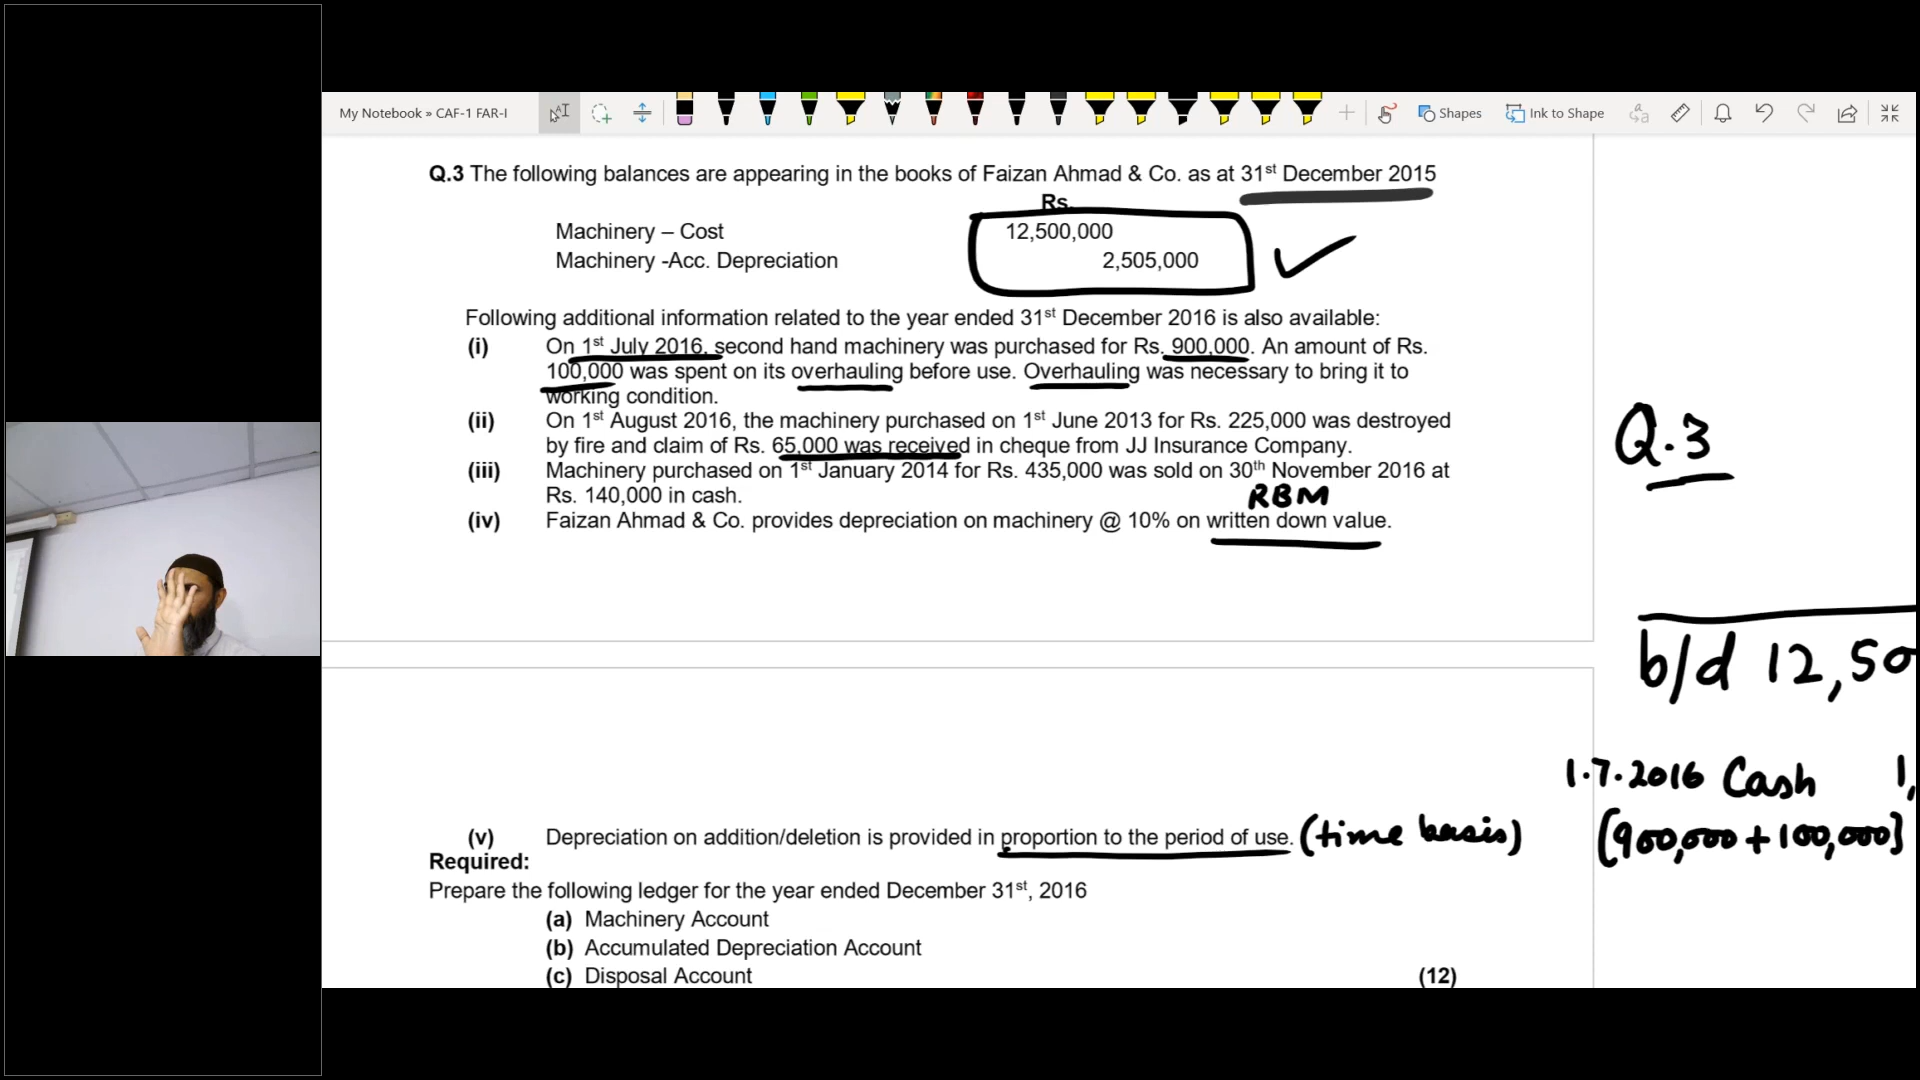 My Notebook » CAF-1 FAR-I
Shapes
Ink to Shape
Q.3 The following balances are appearing in the books of Faizan Ahmad & Co. as at 31st December 2015
Rs.
Machinery – Cost 12,500,000
Machinery -Acc. Depreciation 2,505,000
Following additional information related to the year ended 31st December 2016 is also available:
(i) On 1st July 2016, second hand machinery was purchased for Rs. 900,000. An amount of Rs.
100,000 was spent on its overhauling before use. Overhauling was necessary to bring it to
working condition.
(ii) On 1st August 2016, the machinery purchased on 1st June 2013 for Rs. 225,000 was destroyed
by fire and claim of Rs. 65,000 was received in cheque from JJ Insurance Company.
(iii) Machinery purchased on 1st January 2014 for Rs. 435,000 was sold on 30th November 2016 at
Rs. 140,000 in cash.
RBM
(iv) Faizan Ahmad & Co. provides depreciation on machinery @ 10% on written down value.
Q.3
b/d 12,50
1.7.2016 Cash 1,
(900,000 + 100,000)
(v) Depreciation on addition/deletion is provided in proportion to the period of use. (time basis)
Required:
Prepare the following ledger for the year ended December 31st, 2016
(a) Machinery Account
(b) Accumulated Depreciation Account
(c) Disposal Account (12)